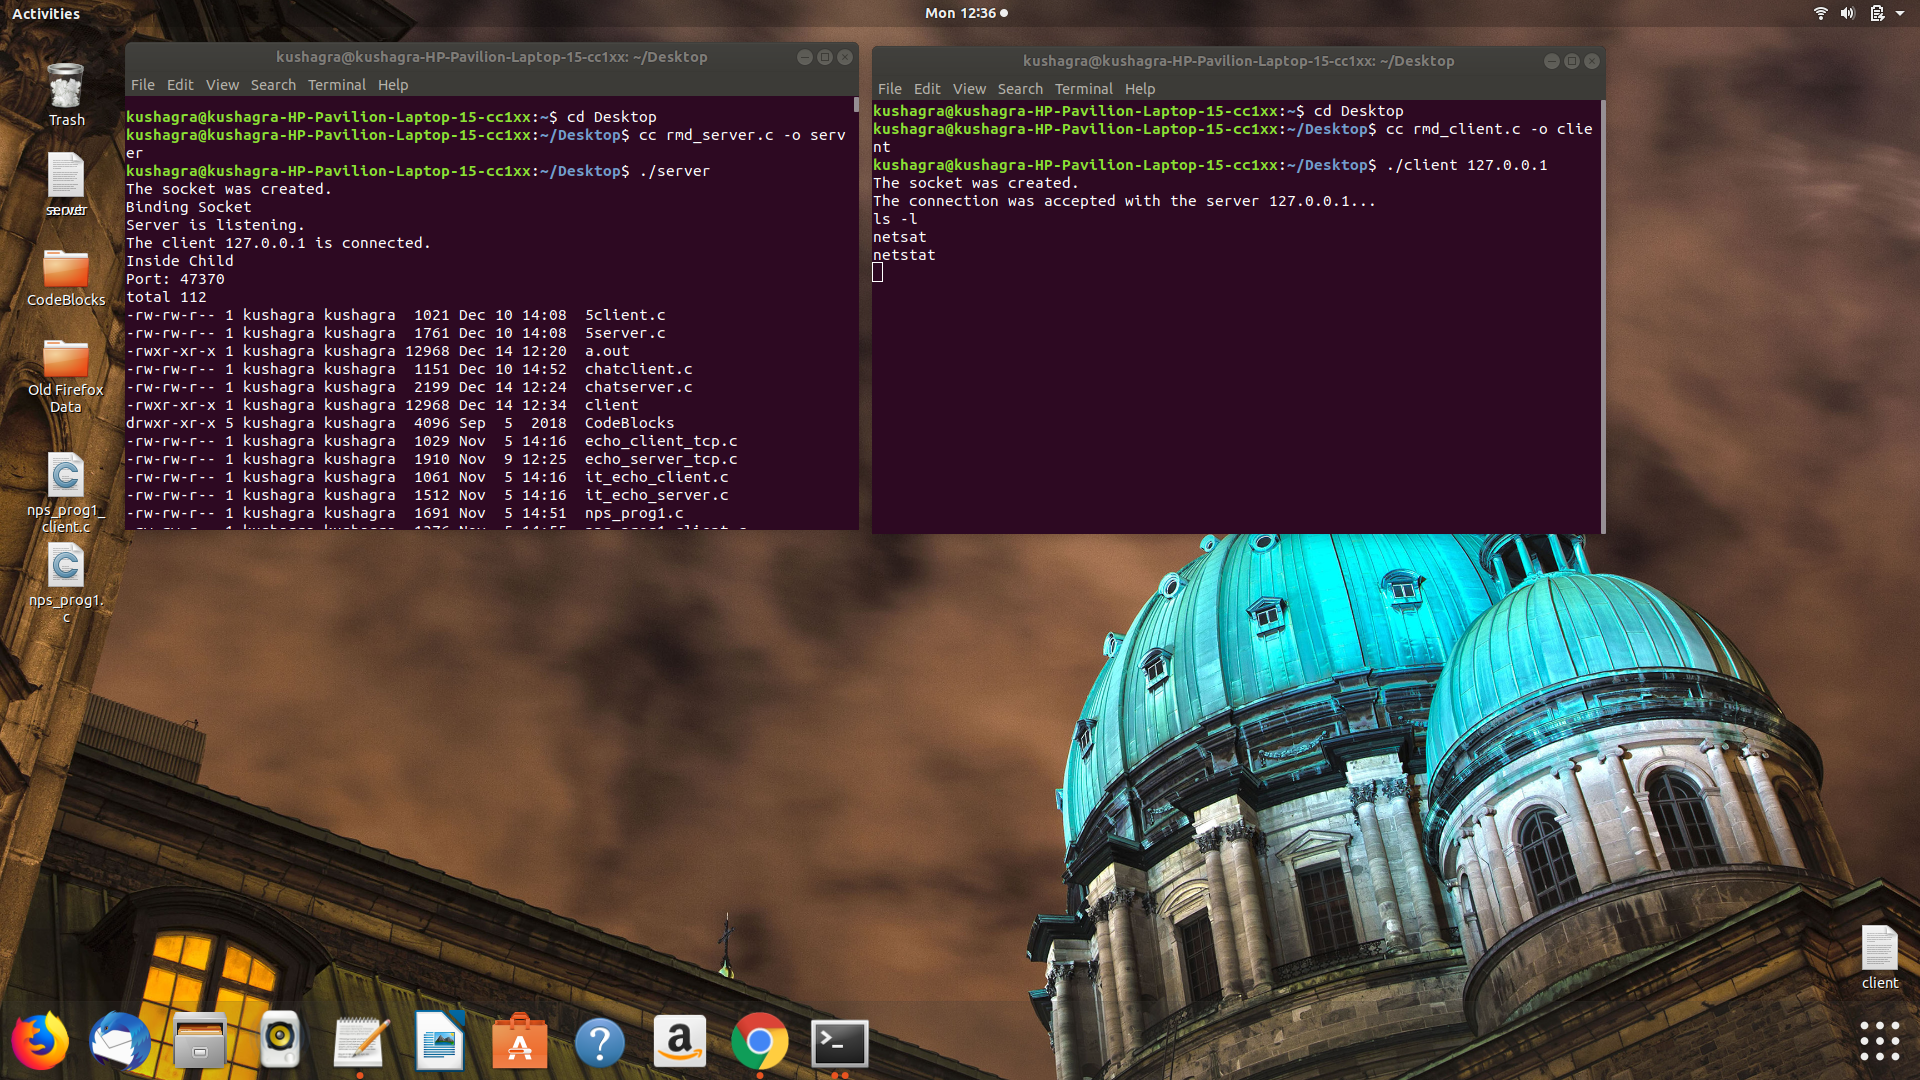 Activities
Mon 12:36
Trash
server
CodeBlocks
Old Firefox
Data
nps_prog1_
client.c
nps_prog1.
c
kushagra@kushagra-HP-Pavilion-Laptop-15-cc1xx: ~/Desktop
File Edit View Search Terminal Help
kushagra@kushagra-HP-Pavilion-Laptop-15-cc1xx:~$ cd Desktop
kushagra@kushagra-HP-Pavilion-Laptop-15-cc1xx:~/Desktop$ cc rmd_server.c -o serv
er
kushagra@kushagra-HP-Pavilion-Laptop-15-cc1xx:~/Desktop$ ./server
The socket was created.
Binding Socket
Server is listening.
The client 127.0.0.1 is connected.
Inside Child
Port: 47370
total 112
-rw-rw-r-- 1 kushagra kushagra  1021 Dec 10 14:08  5client.c
-rw-rw-r-- 1 kushagra kushagra  1761 Dec 10 14:08  5server.c
-rwxr-xr-x 1 kushagra kushagra 12968 Dec 14 12:20  a.out
-rw-rw-r-- 1 kushagra kushagra  1151 Dec 10 14:52  chatclient.c
-rw-rw-r-- 1 kushagra kushagra  2199 Dec 14 12:24  chatserver.c
-rwxr-xr-x 1 kushagra kushagra 12968 Dec 14 12:34  client
drwxr-xr-x 5 kushagra kushagra  4096 Sep  5  2018  CodeBlocks
-rw-rw-r-- 1 kushagra kushagra  1029 Nov  5 14:16  echo_client_tcp.c
-rw-rw-r-- 1 kushagra kushagra  1910 Nov  9 12:25  echo_server_tcp.c
-rw-rw-r-- 1 kushagra kushagra  1061 Nov  5 14:16  it_echo_client.c
-rw-rw-r-- 1 kushagra kushagra  1512 Nov  5 14:16  it_echo_server.c
-rw-rw-r-- 1 kushagra kushagra  1691 Nov  5 14:51  nps_prog1.c
kushagra@kushagra-HP-Pavilion-Laptop-15-cc1xx: ~/Desktop
File Edit View Search Terminal Help
kushagra@kushagra-HP-Pavilion-Laptop-15-cc1xx:~$ cd Desktop
kushagra@kushagra-HP-Pavilion-Laptop-15-cc1xx:~/Desktop$ cc rmd_client.c -o clie
nt
kushagra@kushagra-HP-Pavilion-Laptop-15-cc1xx:~/Desktop$ ./client 127.0.0.1
The socket was created.
The connection was accepted with the server 127.0.0.1...
ls -l
netsat
netstat
client